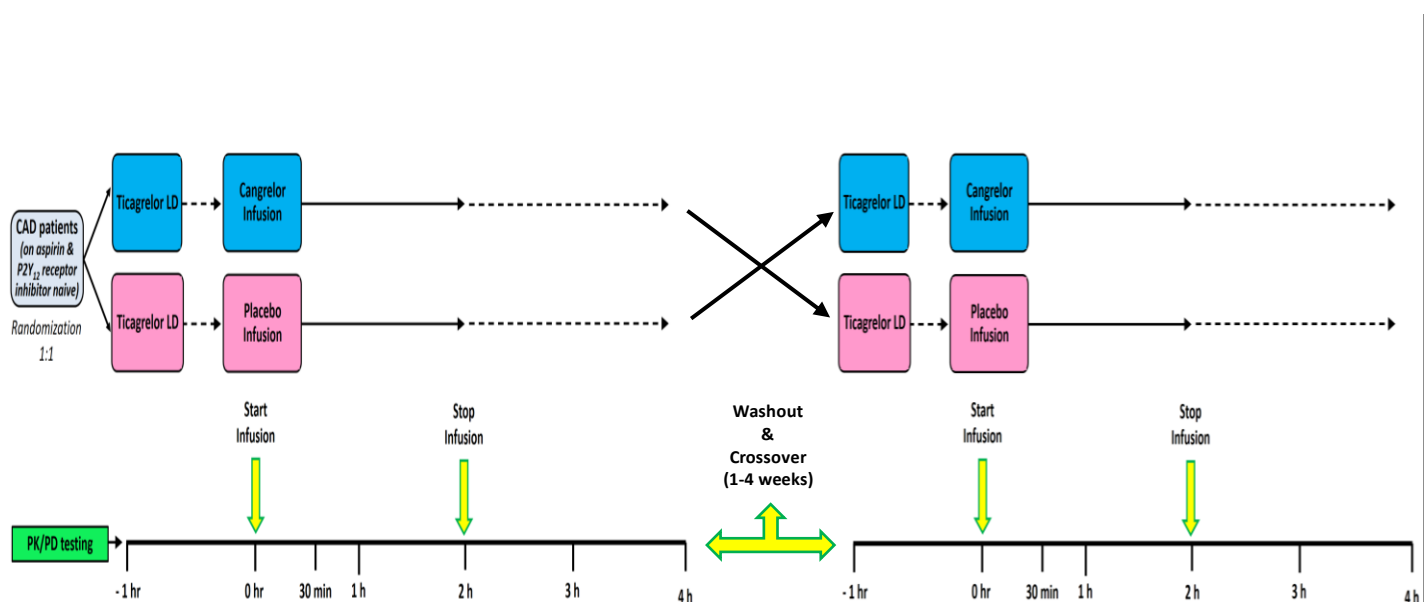 CAD patients
(on aspirin &
P2Y12 receptor
inhibitor naive)
Randomization
1:1
Ticagrelor LD
Cangrelor
Infusion
Ticagrelor LD
Placebo
Infusion
Ticagrelor LD
Cangrelor
Infusion
Ticagrelor LD
Placebo
Infusion
Start
Infusion
Stop
Infusion
Washout
&
Crossover
(1-4 weeks)
Start
Infusion
Stop
Infusion
PK/PD testing
- 1 hr
0 hr
30 min
1 h
2 h
3 h
4 h
- 1 hr
0 hr
30 min
1 h
2 h
3 h
4 h